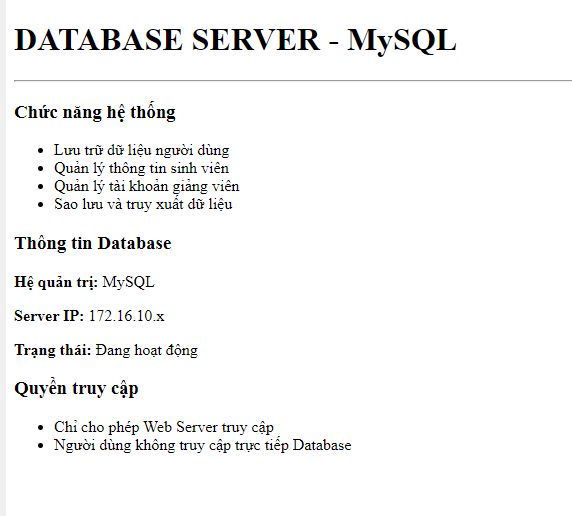 DATABASE SERVER - MySQL
Chức năng hệ thống
Lưu trữ dữ liệu người dùng
Quản lý thông tin sinh viên
Quản lý tài khoản giảng viên
Sao lưu và truy xuất dữ liệu
Thông tin Database
Hệ quản trị: MySQL
Server IP: 172.16.10.x
Trạng thái: Đang hoạt động
Quyền truy cập
Chỉ cho phép Web Server truy cập
Người dùng không truy cập trực tiếp Database